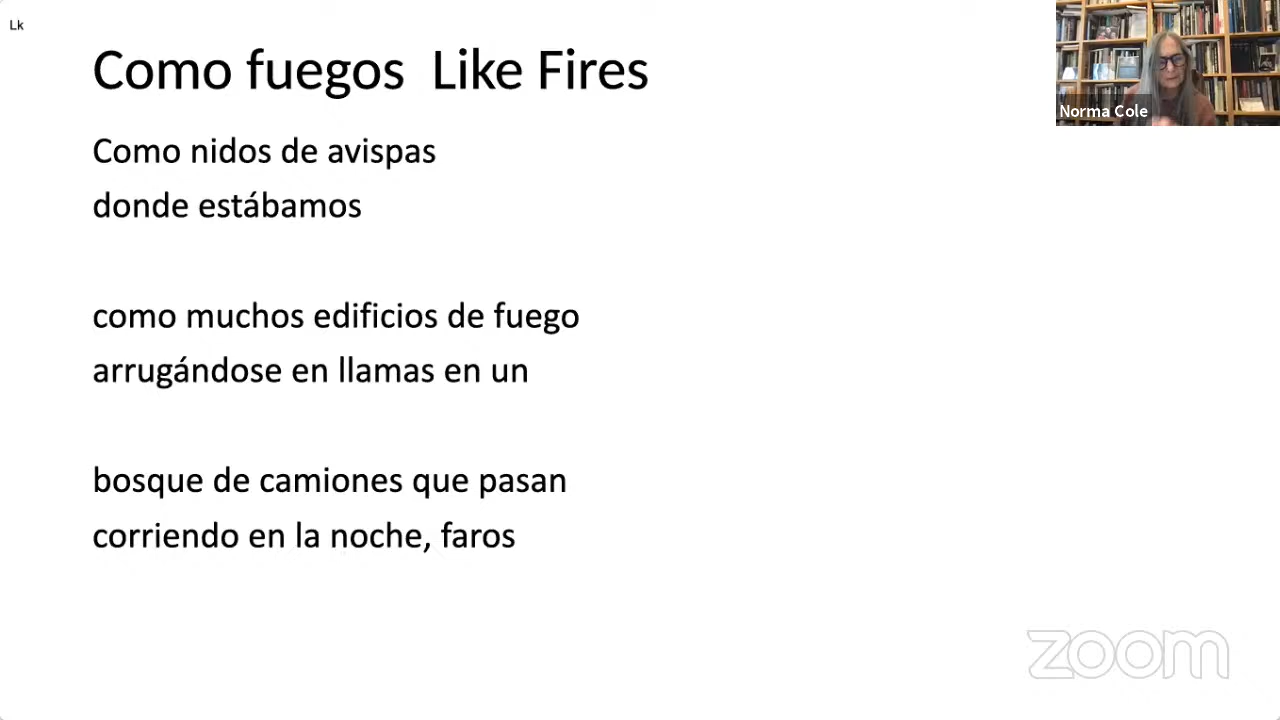 Lk
Como fuegos Like Fires
Norma Cole
Como nidos de avispas
donde estábamos
como muchos edificios de fuego
arrugándose en llamas en un
bosque de camiones que pasan
corriendo en la noche, faros
zoom